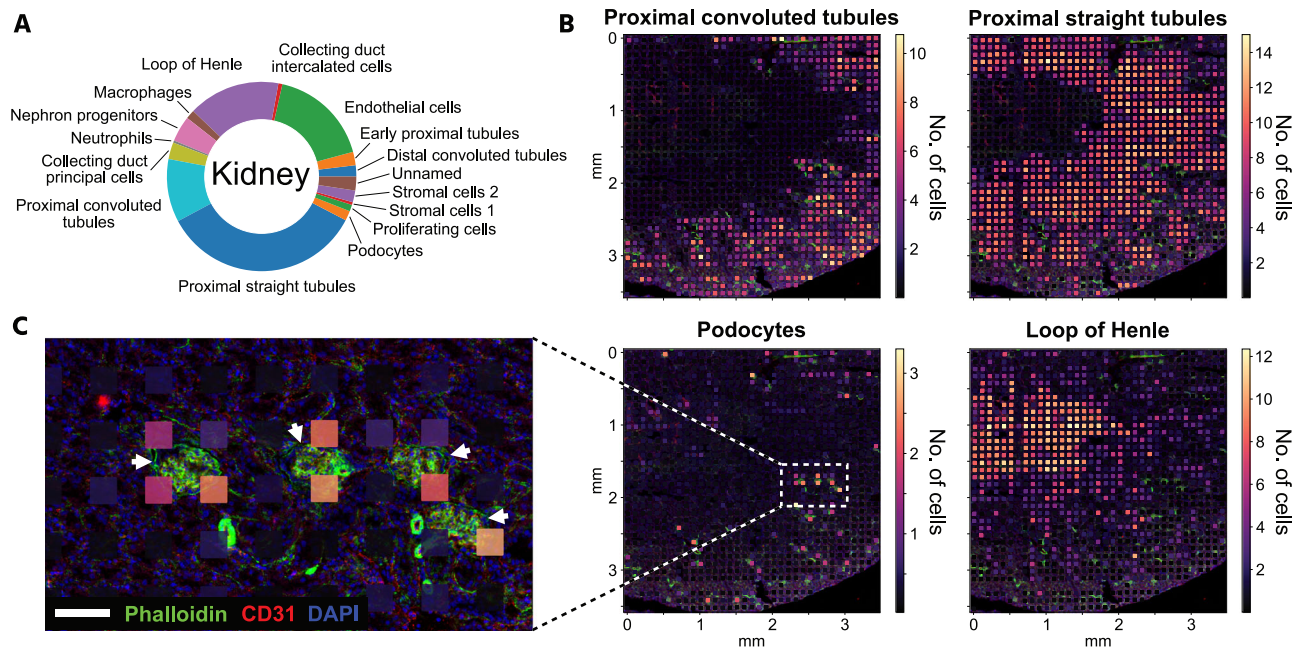 A
Collecting duct
intercalated cells
Loop of Henle
Macrophages
Nephron progenitors
Neutrophils
Collecting duct
principal cells
Proximal convoluted
tubules
Kidney
Endothelial cells
Early proximal tubules
Distal convoluted tubules
Unnamed
Stromal cells 2
Stromal cells 1
Proliferating cells
Podocytes
Proximal straight tubules
B
Proximal convoluted tubules
0
1
2
3
mm
10
8
6
4
2
No. of cells
Proximal straight tubules
14
12
10
8
6
4
2
No. of cells
C
Phalloidin CD31 DAPI
Podocytes
0
1
2
3
mm
0 1 2 3
mm
3
2
1
No. of cells
Loop of Henle
0 1 2 3
mm
12
10
8
6
4
2
No. of cells